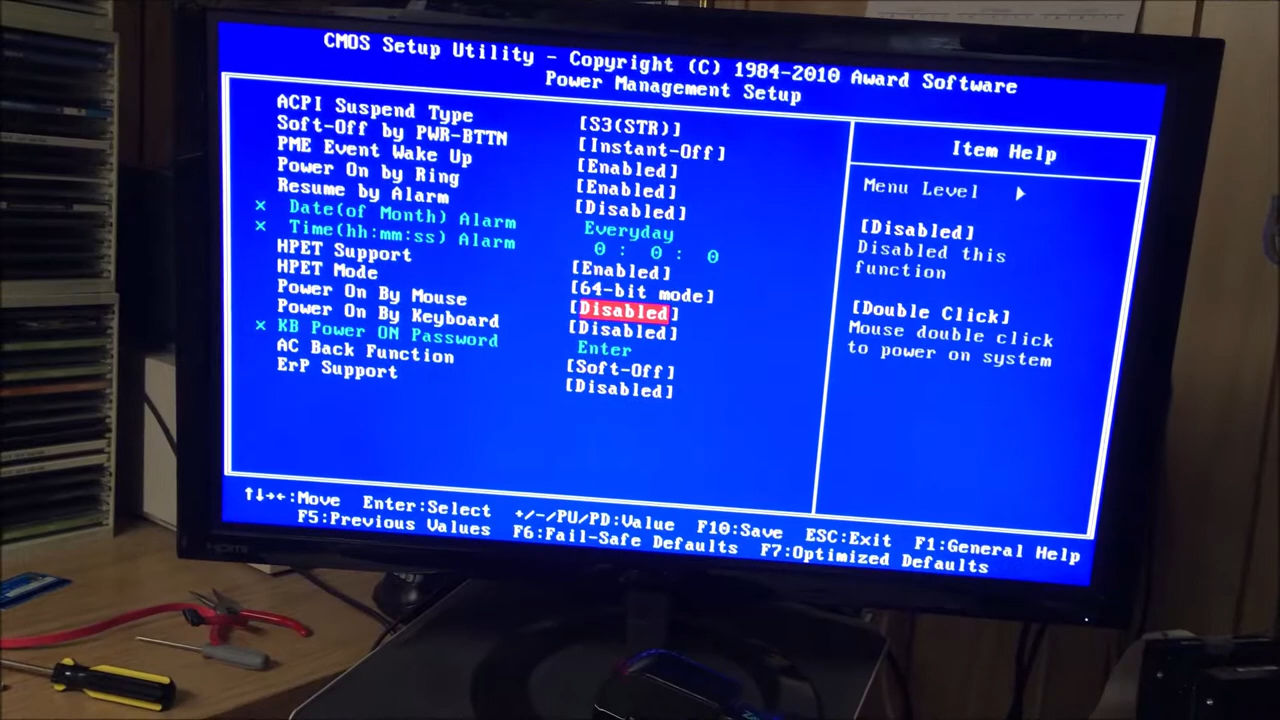 CMOS Setup Utility - Copyright (C) 1984-2010 Award Software
Power Management Setup
ACPI Suspend Type [S3(STR)]
Soft-Off by PWR-BTTN [Instant-Off]
PME Event Wake Up [Enabled]
Power On by Ring [Enabled]
Resume by Alarm [Disabled]
× Date(of Month) Alarm Everyday
× Time(hh:mm:ss) Alarm 0 : 0 : 0
HPET Support [Enabled]
HPET Mode [64-bit mode]
Power On By Mouse [Disabled]
Power On By Keyboard [Disabled]
× KB Power ON Password Enter
AC Back Function [Soft-Off]
ErP Support [Disabled]
Item Help
Menu Level ▶
[Disabled]
Disabled this
function
[Double Click]
Mouse double click
to power on system
↑↓→←:Move Enter:Select +/-/PU/PD:Value F10:Save ESC:Exit F1:General Help
F5:Previous Values F6:Fail-Safe Defaults F7:Optimized Defaults
HDMI